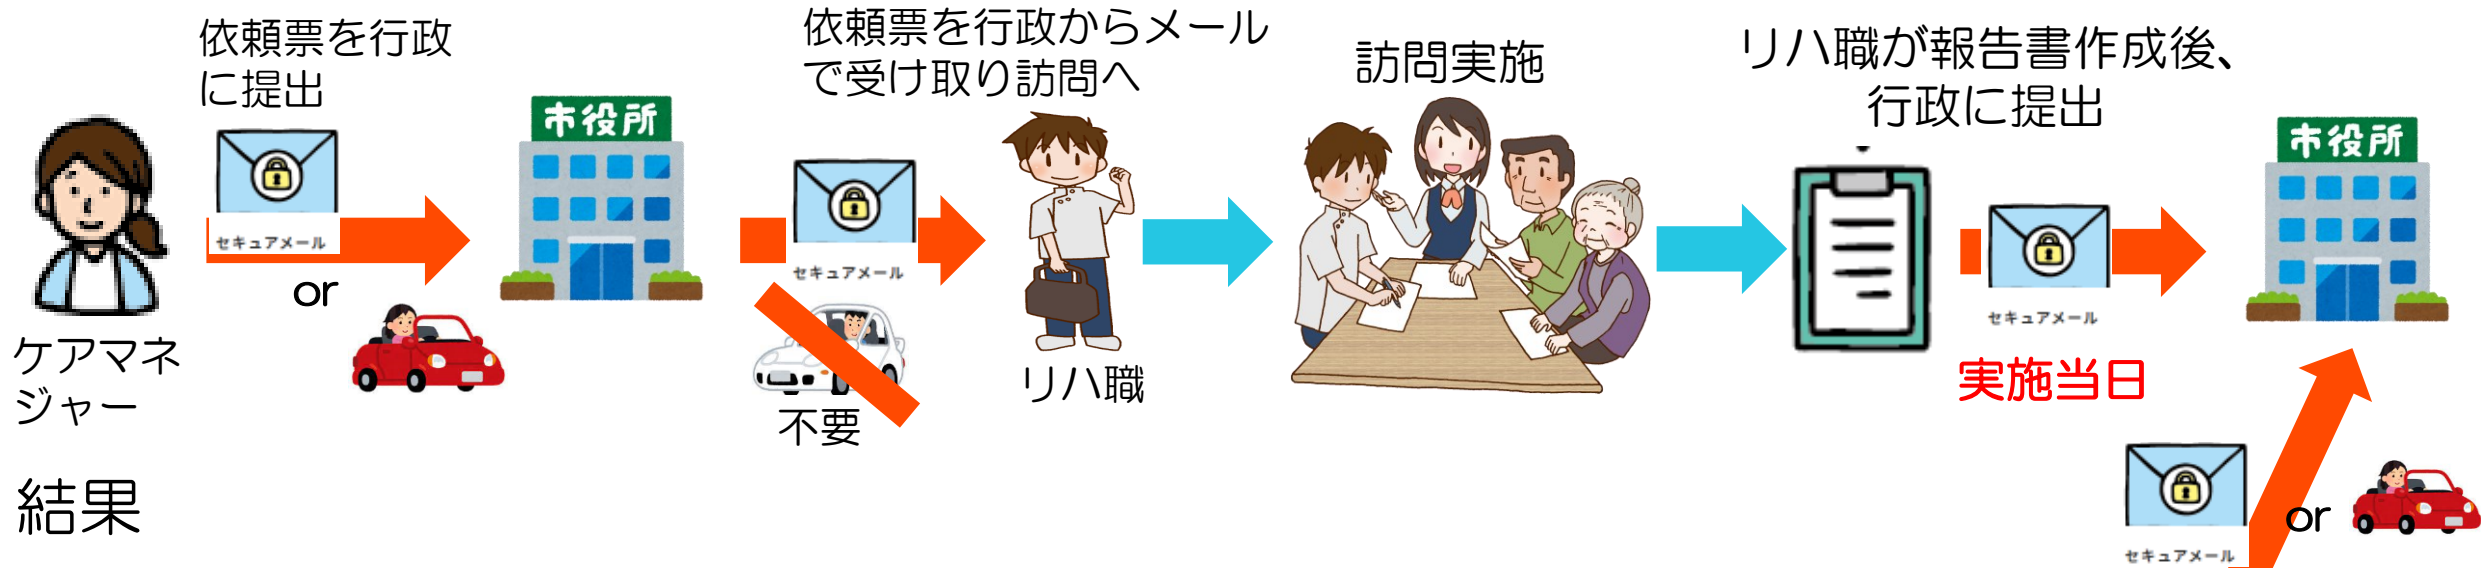 依頼票を行政
に提出
セキュアメール
or
ケアマネ
ジャー
市役所
依頼票を行政からメール
で受け取り訪問へ
セキュアメール
不要
リハ職
訪問実施
リハ職が報告書作成後、
行政に提出
セキュアメール
実施当日
市役所
セキュアメール
or
結果